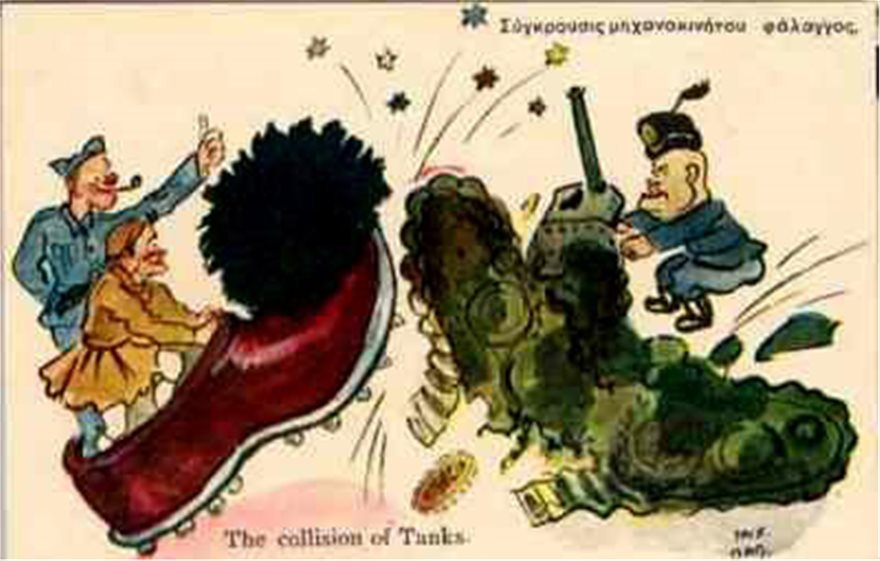 Σύγκρουσις μηχανοκινήτου φάλαγγος.
The collision of Tanks.